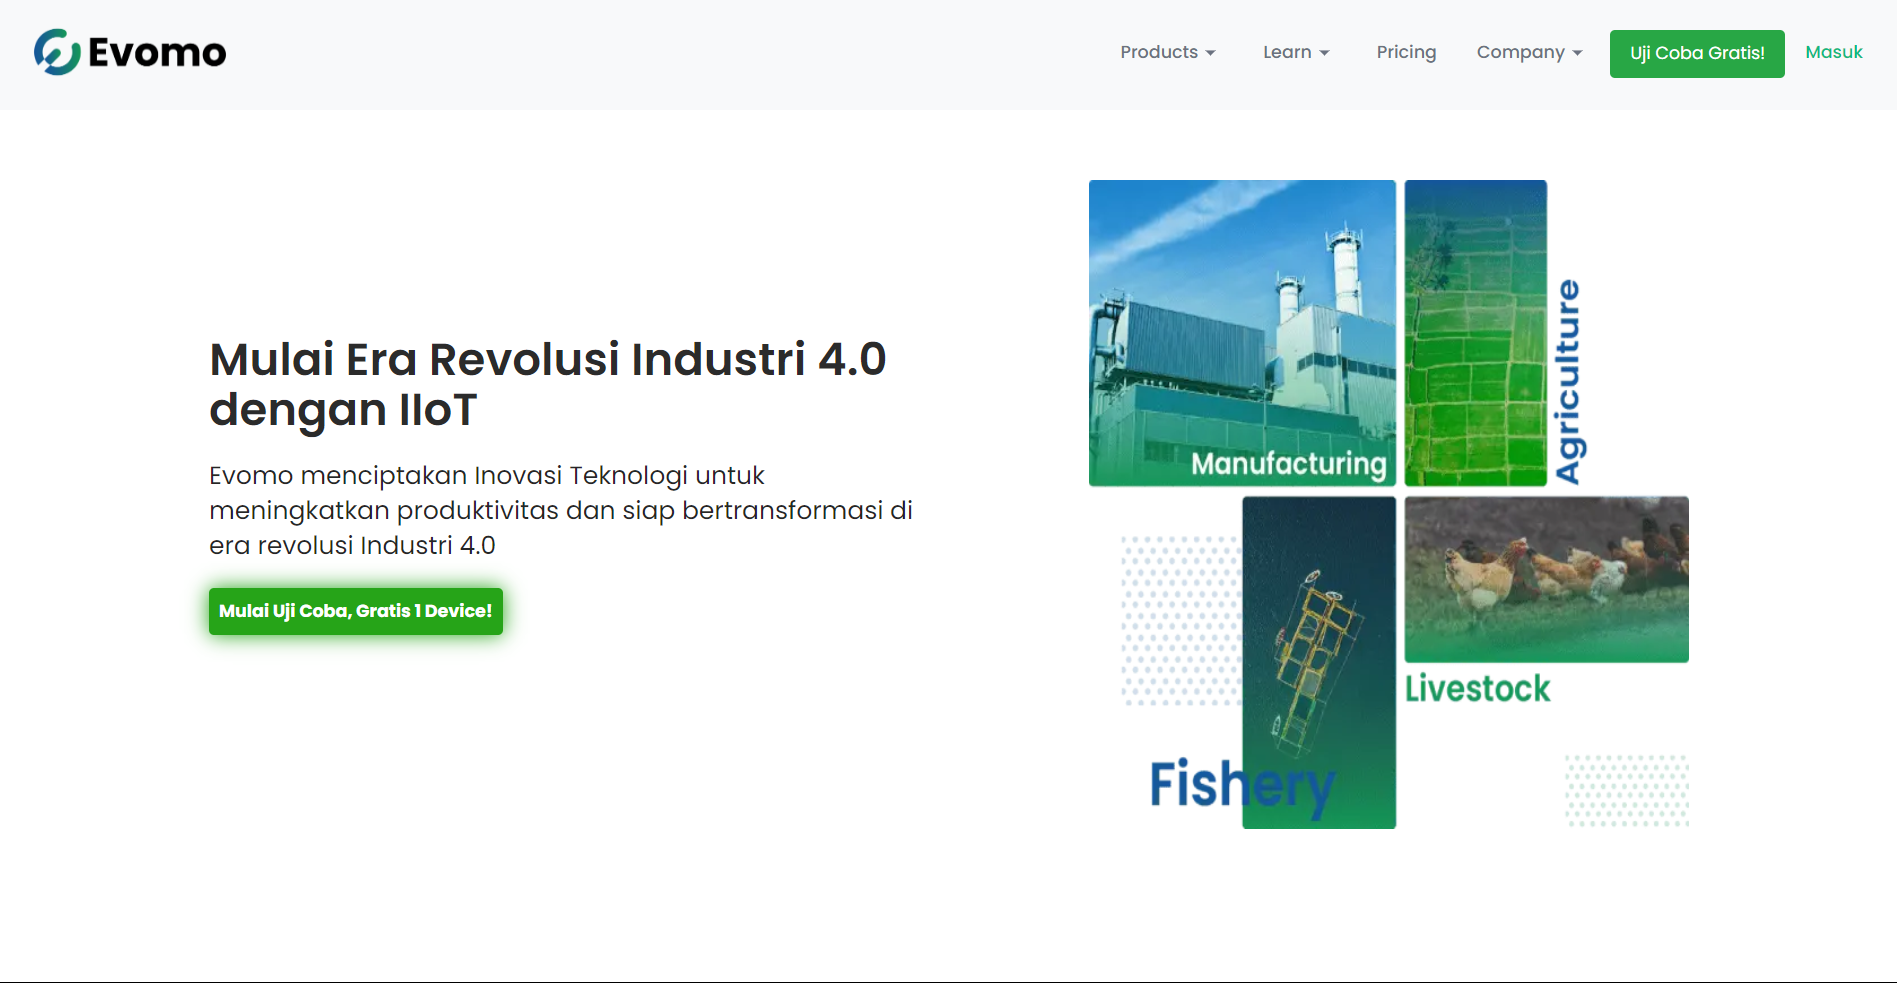 Evomo
Products
Learn
Pricing
Company
Uji Coba Gratis!
Masuk
Mulai Era Revolusi Industri 4.0
dengan IIoT
Evomo menciptakan Inovasi Teknologi untuk
meningkatkan produktivitas dan siap bertransformasi di
era revolusi Industri 4.0
Mulai Uji Coba, Gratis 1 Device!
Manufacturing
Agriculture
Livestock
Fishery